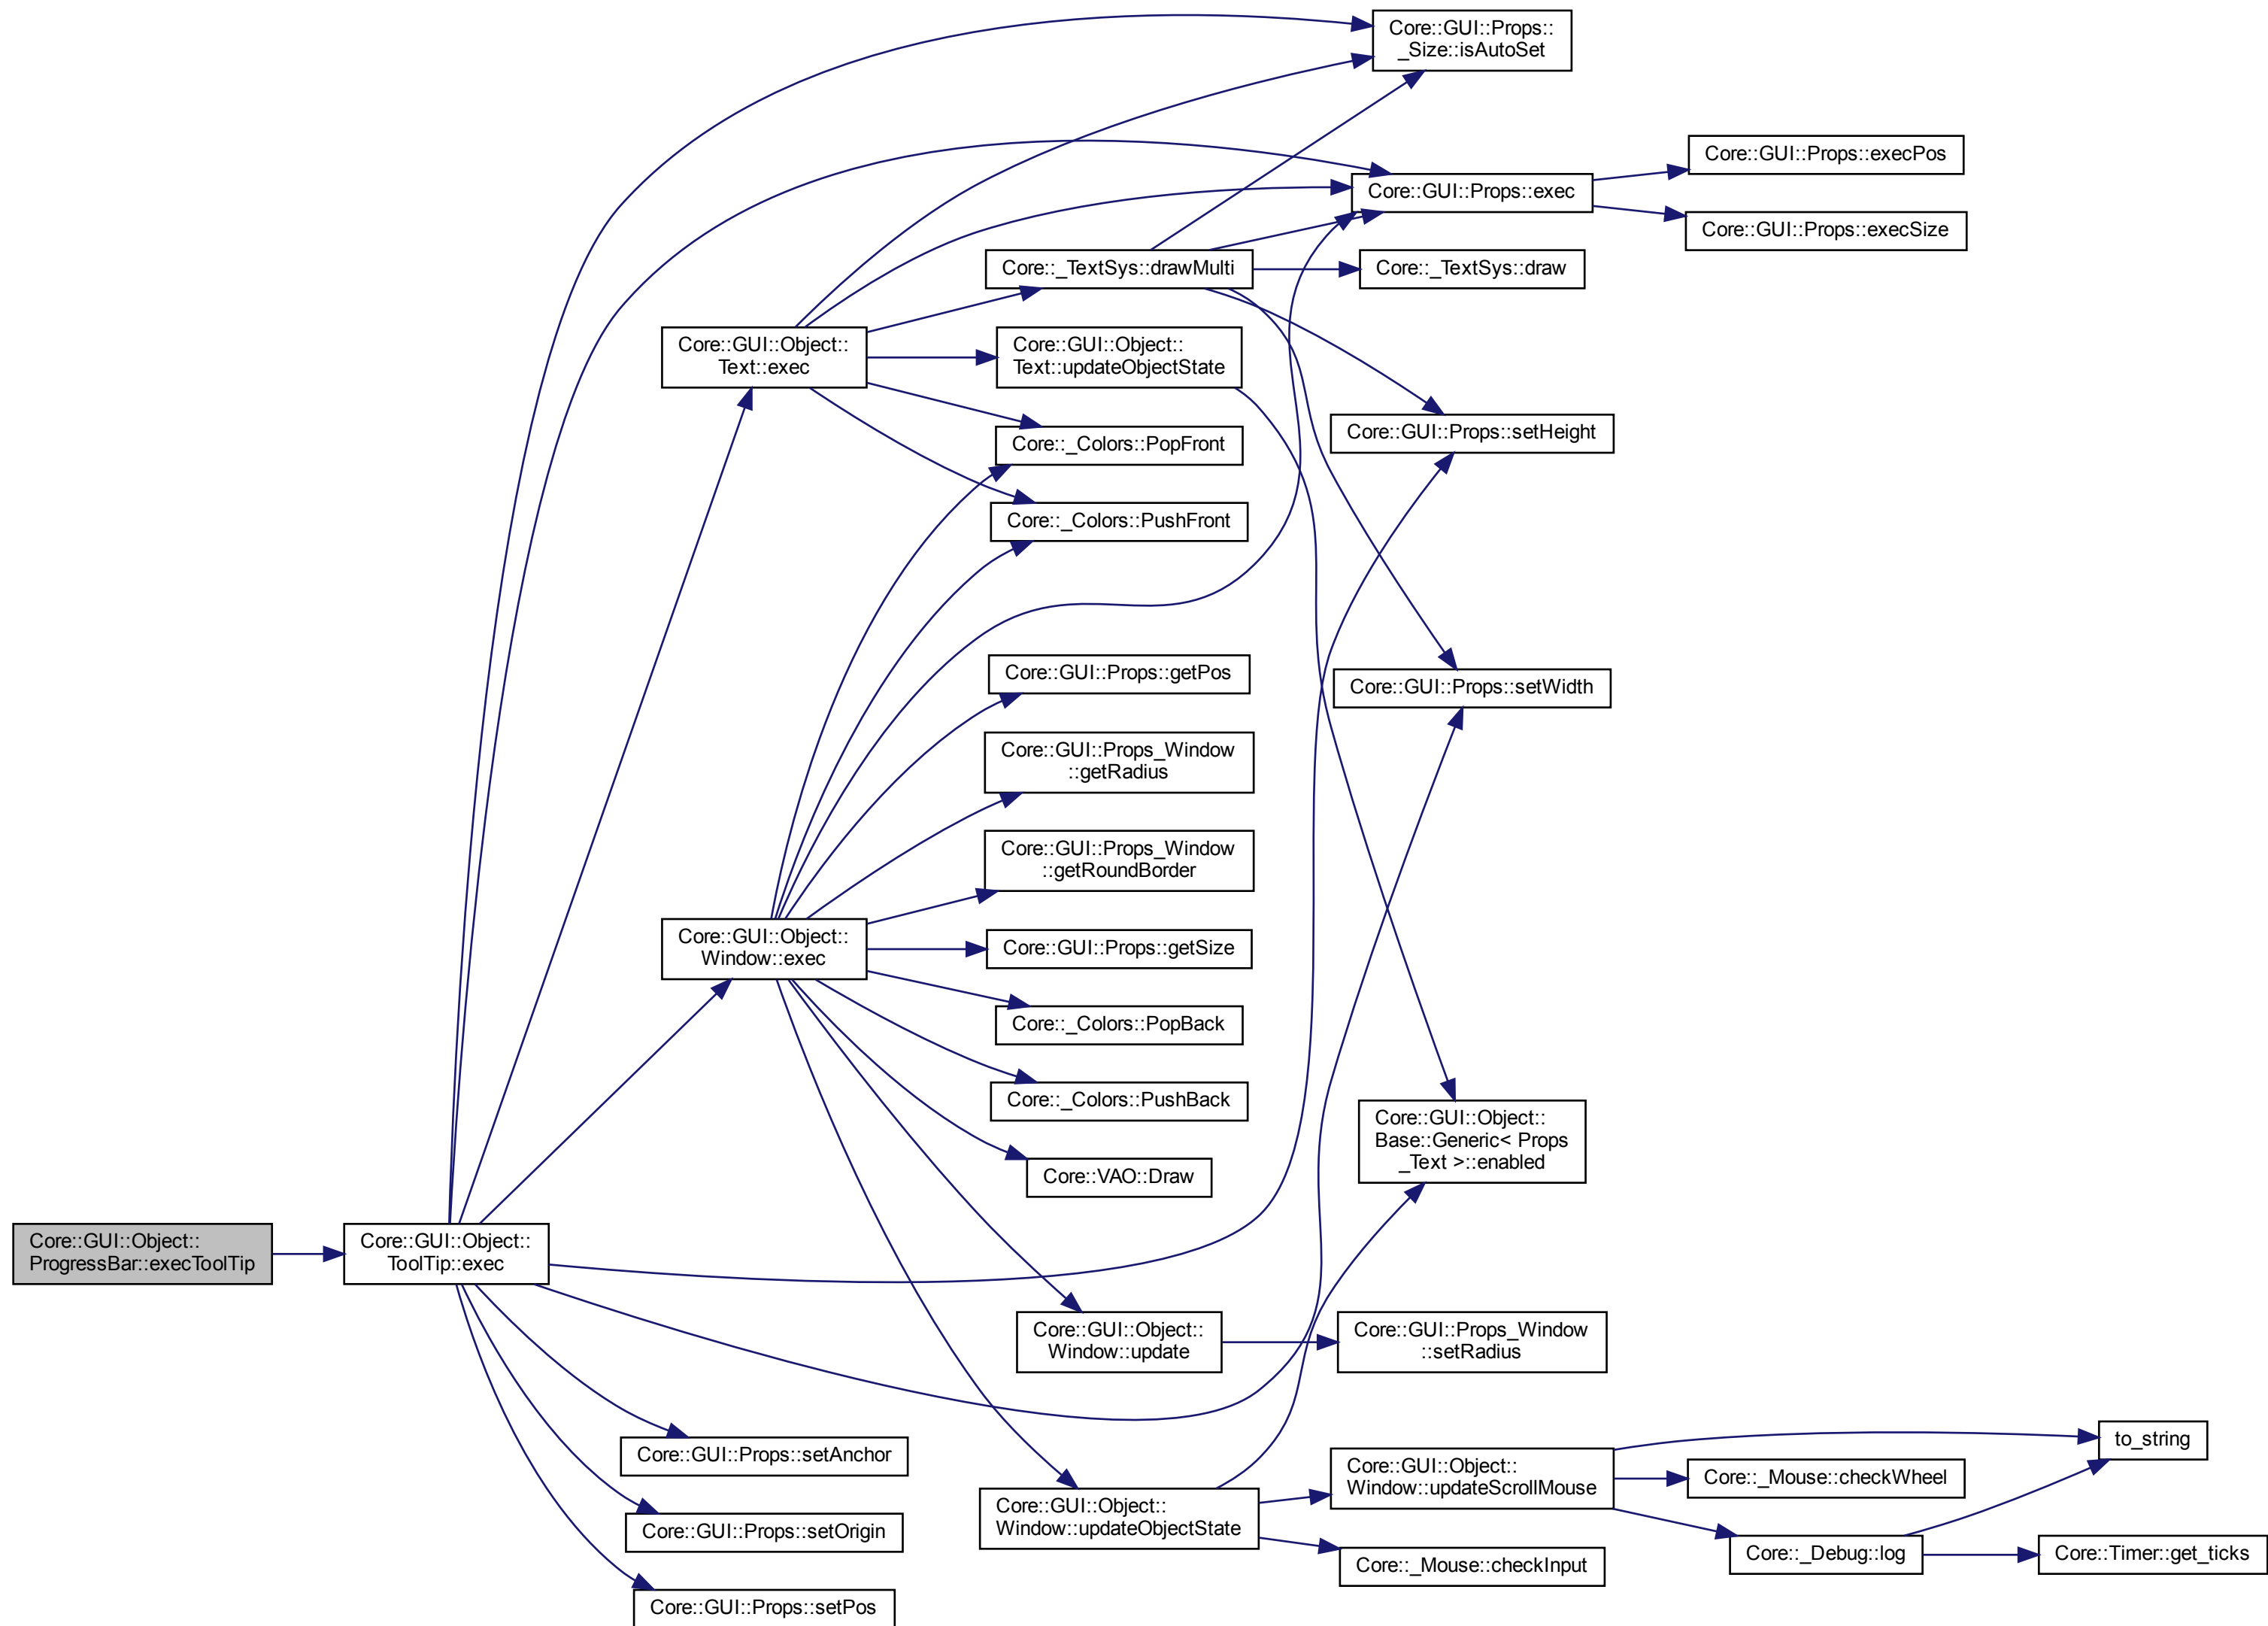 Core::GUI::Props::
_Size::isAutoSet
Core::GUI::Props::execPos
Core::GUI::Props::exec
Core::GUI::Props::execSize
Core::_TextSys::drawMulti
Core::_TextSys::draw
Core::GUI::Object::
Text::exec
Core::GUI::Object::
Text::updateObjectState
Core::_Colors::PopFront
Core::GUI::Props::setHeight
Core::_Colors::PushFront
Core::GUI::Props::getPos
Core::GUI::Props::setWidth
Core::GUI::Props_Window
::getRadius
Core::GUI::Props_Window
::getRoundBorder
Core::GUI::Object::
Window::exec
Core::GUI::Props::getSize
Core::_Colors::PopBack
Core::_Colors::PushBack
Core::GUI::Object::
Base::Generic< Props
_Text >::enabled
Core::VAO::Draw
Core::GUI::Object::
ProgressBar::execToolTip
Core::GUI::Object::
ToolTip::exec
Core::GUI::Object::
Window::update
Core::GUI::Props_Window
::setRadius
Core::GUI::Props::setAnchor
Core::GUI::Object::
Window::updateScrollMouse
to_string
Core::_Mouse::checkWheel
Core::GUI::Props::setOrigin
Core::GUI::Object::
Window::updateObjectState
Core::_Mouse::checkInput
Core::_Debug::log
Core::Timer::get_ticks
Core::GUI::Props::setPos